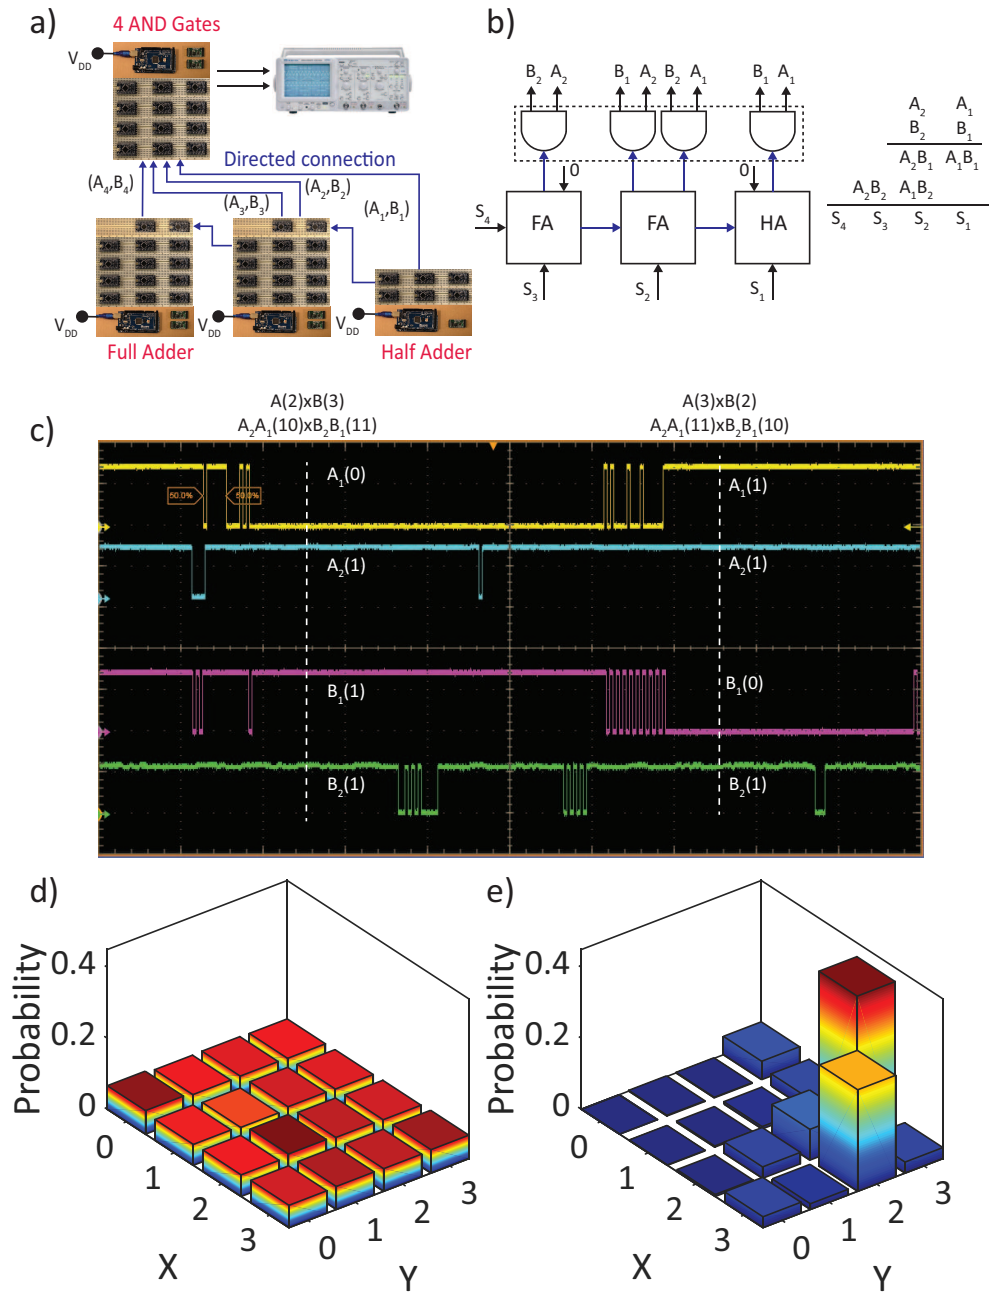 a)
4 AND Gates
V_DD
Directed connection
(A_4,B_4)
(A_3,B_3)
(A_2,B_2)
(A_1,B_1)
V_DD
V_DD
V_DD
Full Adder
Half Adder
b)
B_2 A_2 B_1 A_2 B_2 A_1 B_1 A_1
0 0
S_4 FA FA HA
S_3 S_2 S_1
A_2 A_1
B_2 B_1
A_2B_1 A_1B_1
A_2B_2 A_1B_2
S_4 S_3 S_2 S_1
c)
A(2)xB(3)
A_2A_1(10)xB_2B_1(11)
A(3)xB(2)
A_2A_1(11)xB_2B_1(10)
50.0% 50.0%
A_1(0)
A_1(1)
A_2(1)
A_2(1)
B_1(1)
B_1(0)
B_2(1)
B_2(1)
d)
Probability
0.4
0.2
0
0
1
2
3
X
0
1
2
3
Y
e)
Probability
0.4
0.2
0
0
1
2
3
X
0
1
2
3
Y